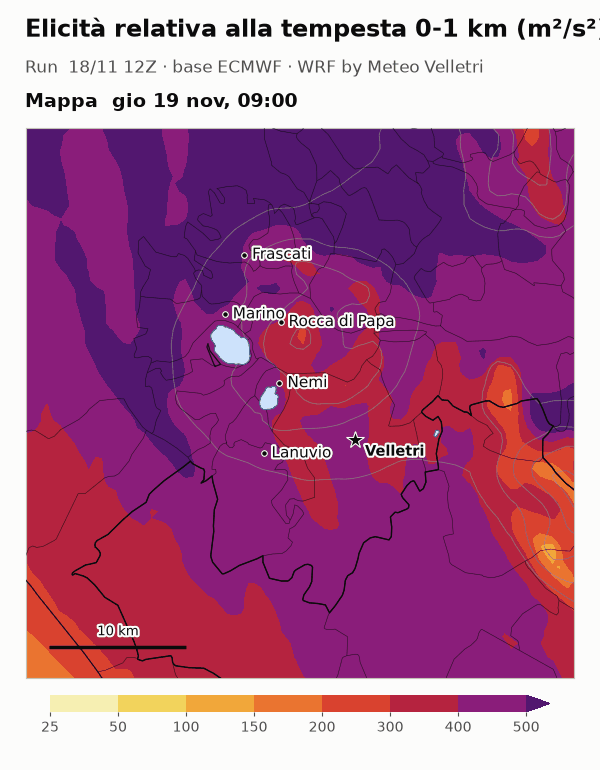 Elicità relativa alla tempesta 0-1 km (m²/s²)
Run  18/11 12Z · base ECMWF · WRF by Meteo Velletri
Mappa  gio 19 nov, 09:00
Frascati
Marino
Rocca di Papa
Nemi
Lanuvio
Velletri
10 km
25 50 100 150 200 300 400 500